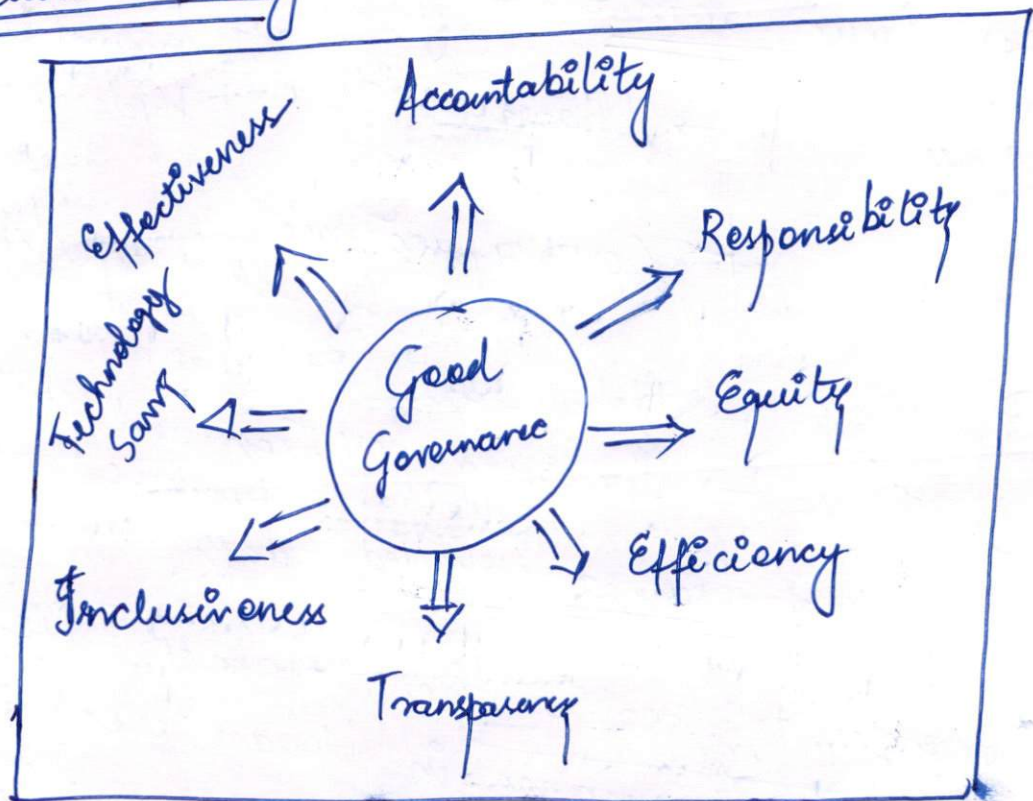 Accountability
Effectiveness
Responsibility
Technology
Savvy
Good
Governance
Equity
Efficiency
Inclusiveness
Transparency